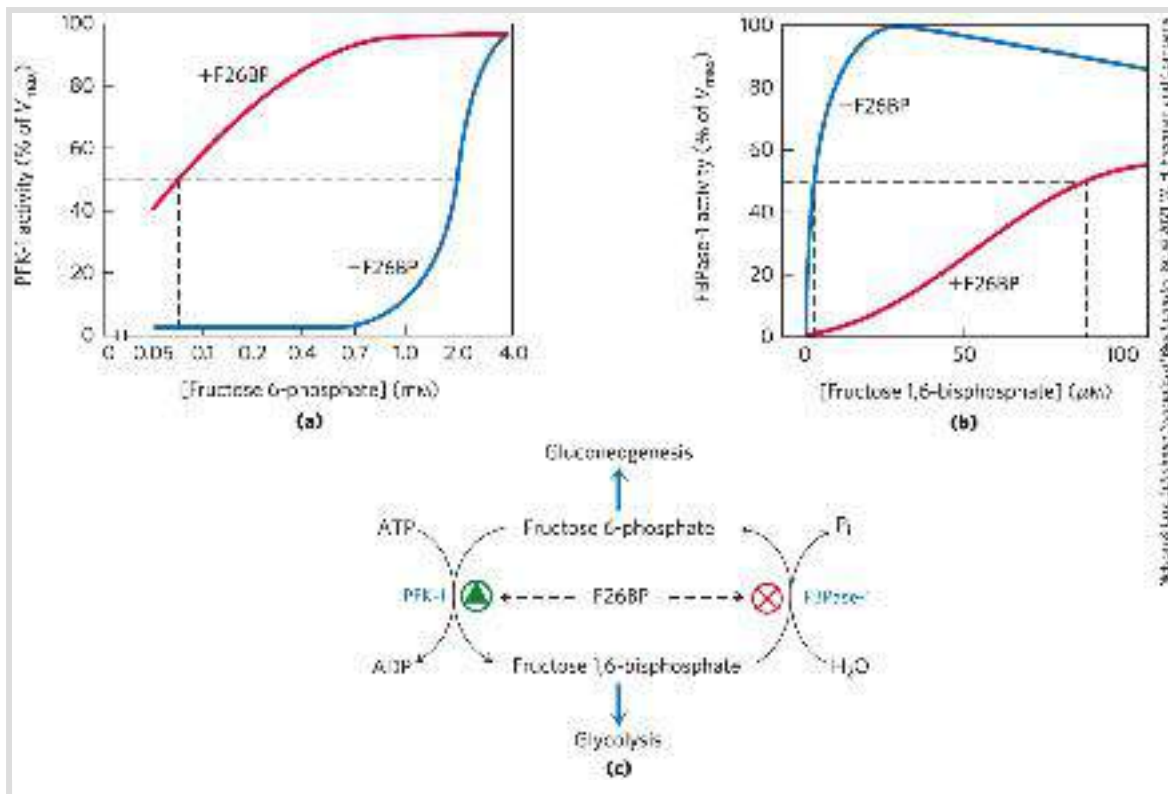 PFK-1 activity (% of Vmax)
100
80
60
40
20
0
+F26BP
−F26BP
0 0.05 0.1 0.2 0.4 0.7 1.0 2.0 4.0
[Fructose 6-phosphate] (mM)
(a)
FBPase-1 activity (% of Vmax)
100
80
60
40
20
0
−F26BP
+F26BP
0 50 100
[Fructose 1,6-bisphosphate] (μM)
(b)
Gluconeogenesis
ATP Fructose 6-phosphate Pi
PFK-1 F26BP FBPase-1
ADP Fructose 1,6-bisphosphate H2O
Glycolysis
(c)